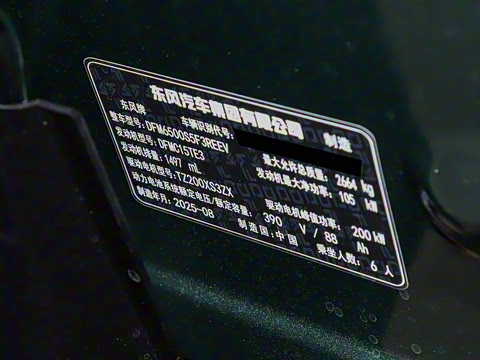 东风汽车集团有限公司 制造
东风牌 车辆识别代号:
整车型号: DFM6500S5F3REEV 最大允许总质量: 2664 kg
发动机型号: DFMC15TE3 发动机最大净功率: 105 kW
发动机排量: 1497 mL
驱动电机型号: TZ200XS3ZX 驱动电机峰值功率: 200 kW
动力电池系统额定电压/额定容量: 390 V / 88 Ah
制造年月: 2025-08 制造国: 中国 乘坐人数: 6 人